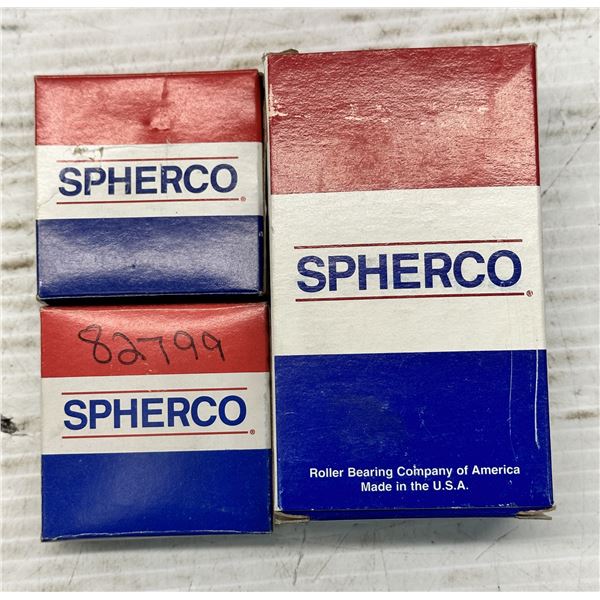 SPHERCO®
82799
SPHERCO®
SPHERCO®
Roller Bearing Company of America
Made in the U.S.A.